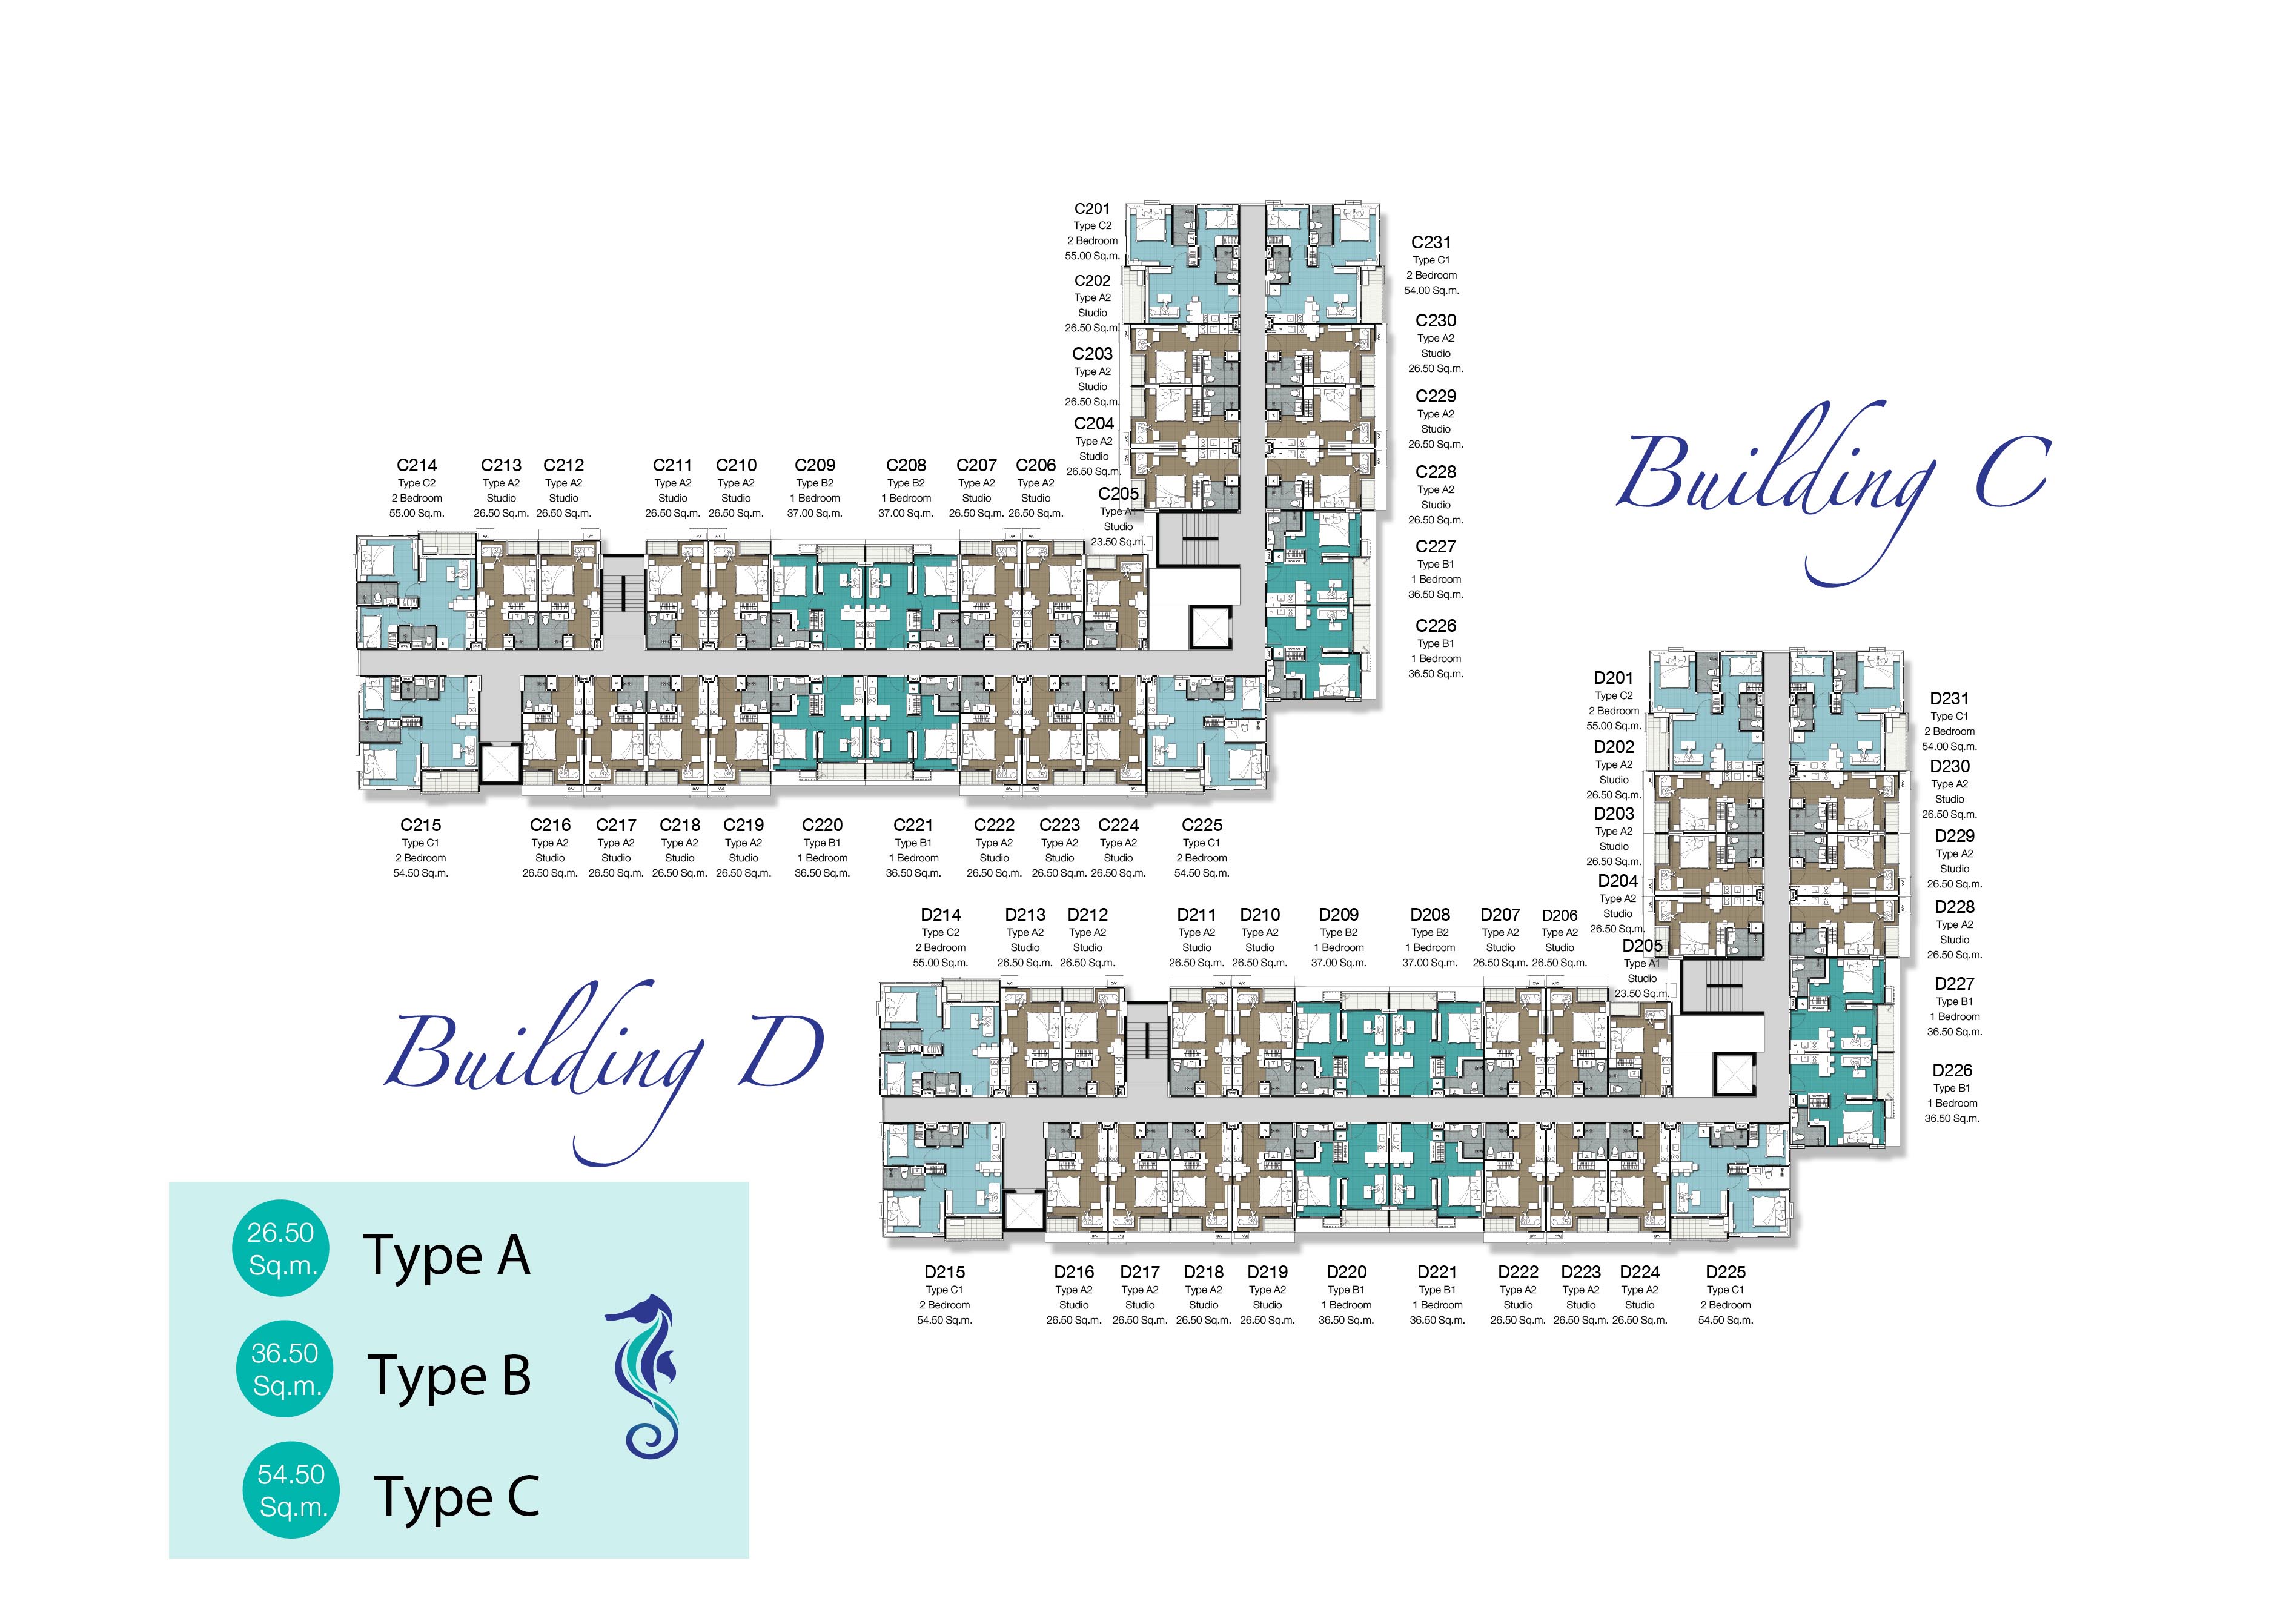 C201
Type C2
2 Bedroom
55.00 Sq.m.
C202
Type A2
Studio
26.50 Sq.m.
C203
Type A2
Studio
26.50 Sq.m.
C204
Type A2
Studio
26.50 Sq.m.
C205
Type A1
Studio
23.50 Sq.m.
C231
Type C1
2 Bedroom
54.00 Sq.m.
C230
Type A2
Studio
26.50 Sq.m.
C229
Type A2
Studio
26.50 Sq.m.
C228
Type A2
Studio
26.50 Sq.m.
C227
Type B1
1 Bedroom
36.50 Sq.m.
C226
Type B1
1 Bedroom
36.50 Sq.m.
Building C
C214 C213 C212 C211 C210 C209 C208 C207 C206
Type C2 Type A2 Type A2 Type A2 Type A2 Type B2 Type B2 Type A2 Type A2
2 Bedroom Studio Studio Studio Studio 1 Bedroom 1 Bedroom Studio Studio
55.00 Sq.m. 26.50 Sq.m. 26.50 Sq.m. 26.50 Sq.m. 26.50 Sq.m. 37.00 Sq.m. 37.00 Sq.m. 26.50 Sq.m. 26.50 Sq.m.
C215 C216 C217 C218 C219 C220 C221 C222 C223 C224 C225
Type C1 Type A2 Type A2 Type A2 Type A2 Type B1 Type B1 Type A2 Type A2 Type A2 Type C1
2 Bedroom Studio Studio Studio Studio 1 Bedroom 1 Bedroom Studio Studio Studio 2 Bedroom
54.50 Sq.m. 26.50 Sq.m. 26.50 Sq.m. 26.50 Sq.m. 26.50 Sq.m. 36.50 Sq.m. 36.50 Sq.m. 26.50 Sq.m. 26.50 Sq.m. 26.50 Sq.m. 54.50 Sq.m.
D201
Type C2
2 Bedroom
55.00 Sq.m.
D202
Type A2
Studio
26.50 Sq.m.
D203
Type A2
Studio
26.50 Sq.m.
D204
Type A2
Studio
26.50 Sq.m.
D205
Type A1
Studio
23.50 Sq.m.
D231
Type C1
2 Bedroom
54.00 Sq.m.
D230
Type A2
Studio
26.50 Sq.m.
D229
Type A2
Studio
26.50 Sq.m.
D228
Type A2
Studio
26.50 Sq.m.
D227
Type B1
1 Bedroom
36.50 Sq.m.
D226
Type B1
1 Bedroom
36.50 Sq.m.
Building D
D214 D213 D212 D211 D210 D209 D208 D207 D206
Type C2 Type A2 Type A2 Type A2 Type A2 Type B2 Type B2 Type A2 Type A2
2 Bedroom Studio Studio Studio Studio 1 Bedroom 1 Bedroom Studio Studio
55.00 Sq.m. 26.50 Sq.m. 26.50 Sq.m. 26.50 Sq.m. 26.50 Sq.m. 37.00 Sq.m. 37.00 Sq.m. 26.50 Sq.m. 26.50 Sq.m.
D215 D216 D217 D218 D219 D220 D221 D222 D223 D224 D225
Type C1 Type A2 Type A2 Type A2 Type A2 Type B1 Type B1 Type A2 Type A2 Type A2 Type C1
2 Bedroom Studio Studio Studio Studio 1 Bedroom 1 Bedroom Studio Studio Studio 2 Bedroom
54.50 Sq.m. 26.50 Sq.m. 26.50 Sq.m. 26.50 Sq.m. 26.50 Sq.m. 36.50 Sq.m. 36.50 Sq.m. 26.50 Sq.m. 26.50 Sq.m. 26.50 Sq.m. 54.50 Sq.m.
26.50
Sq.m.
Type A
36.50
Sq.m.
Type B
54.50
Sq.m.
Type C